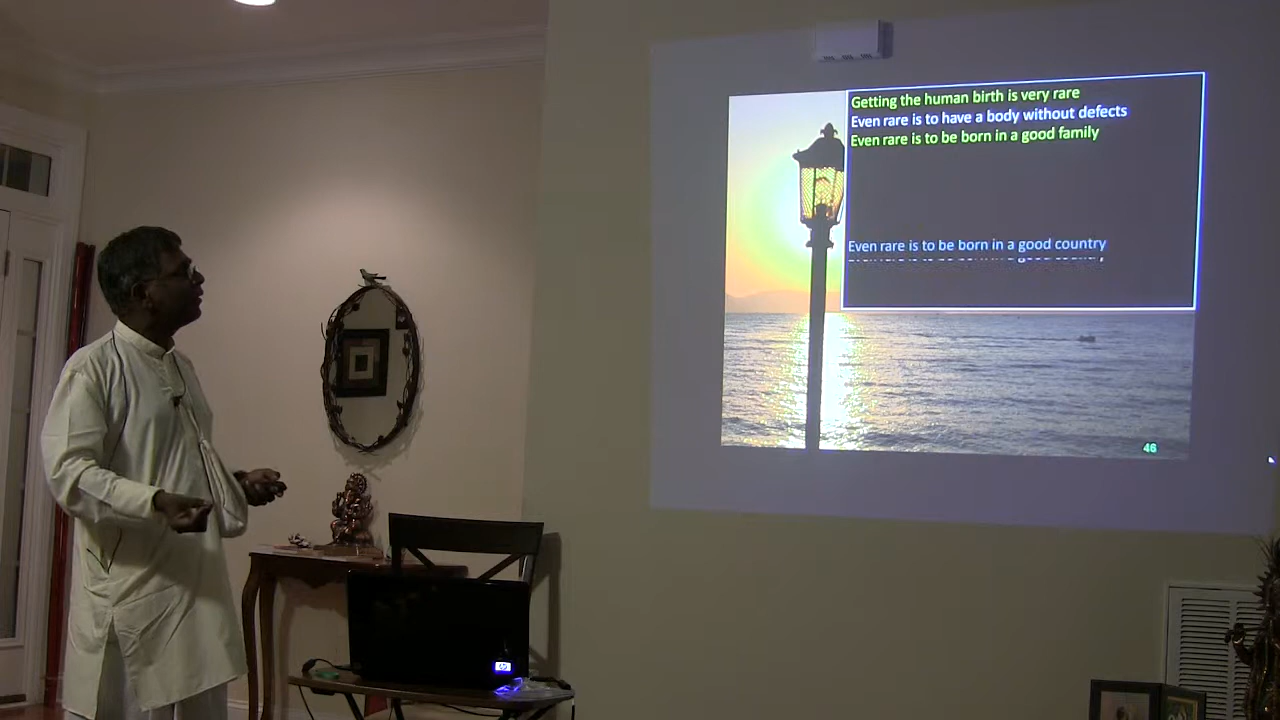 Getting the human birth is very rare
Even rare is to have a body without defects
Even rare is to be born in a good family
Even rare is to be born in a good country
46
hp